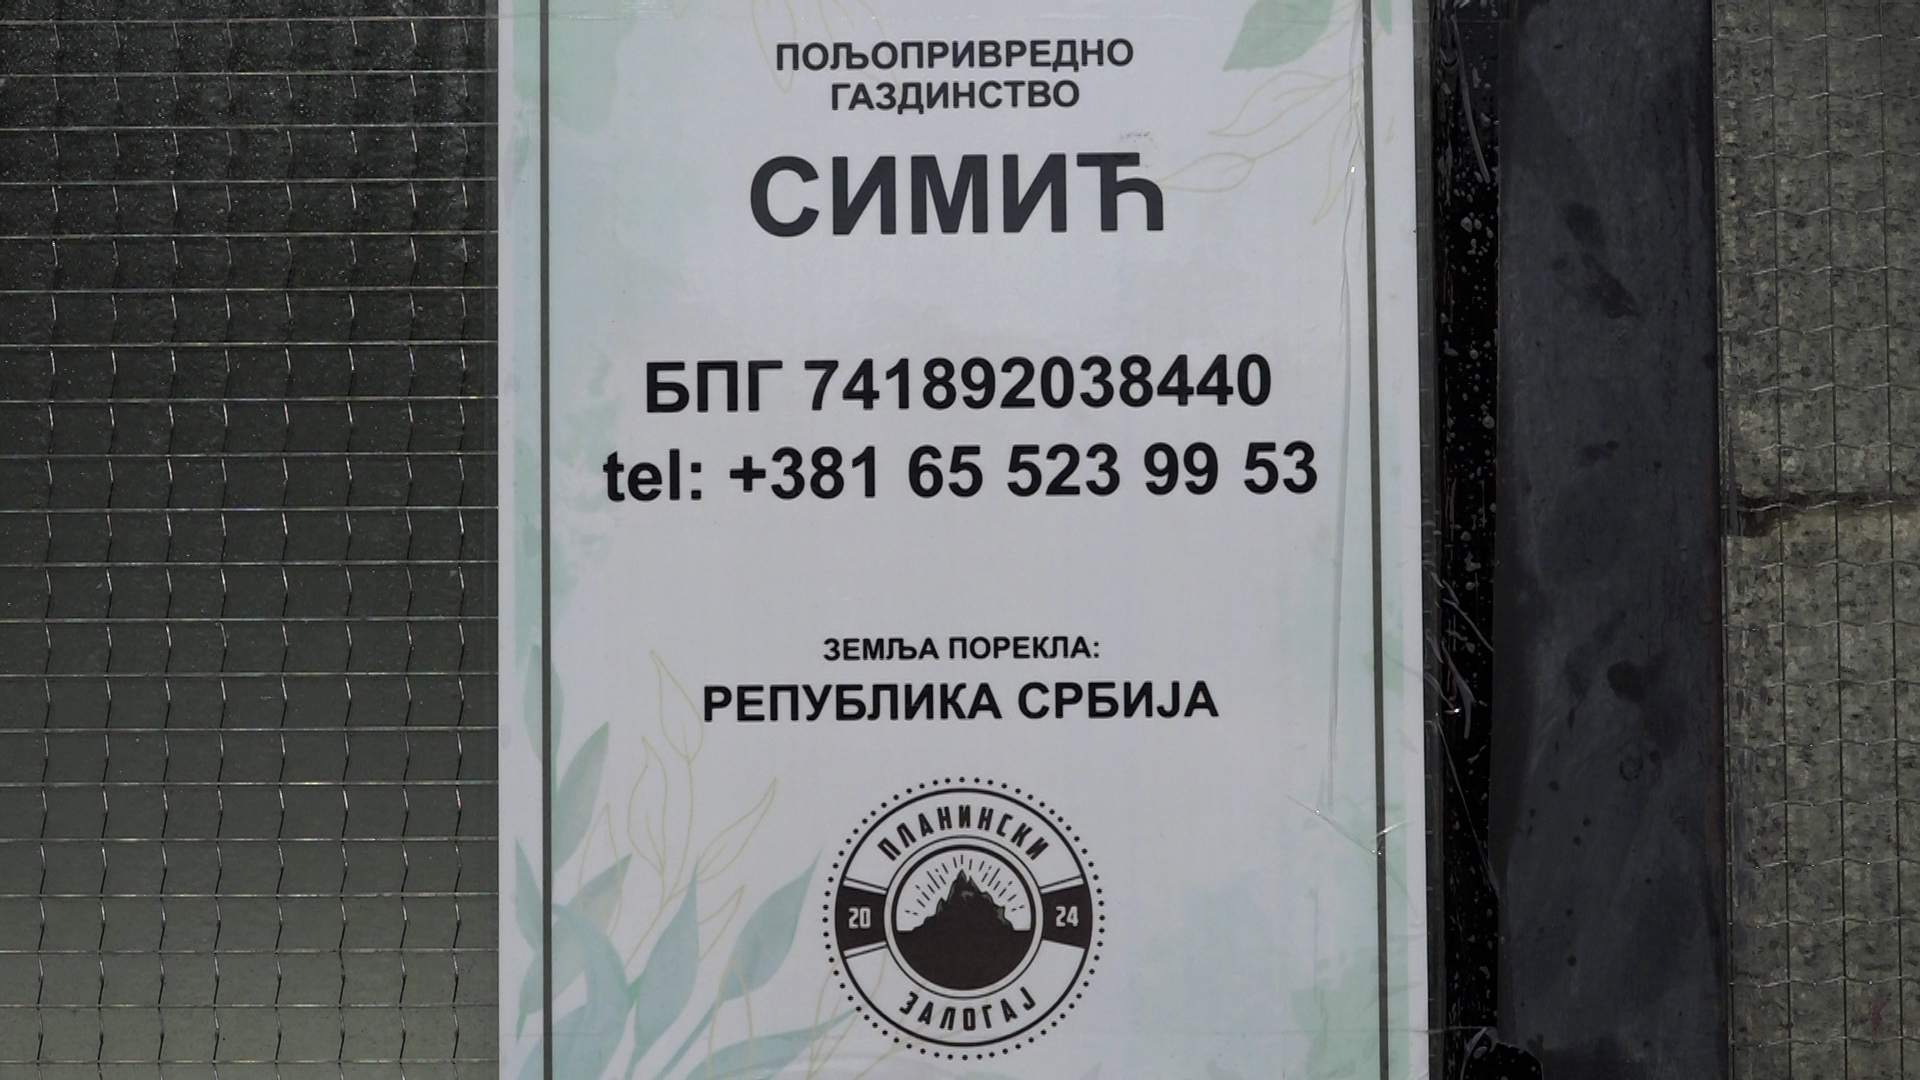 ПОЉОПРИВРЕДНО
ГАЗДИНСТВО
СИМИЋ
БПГ 741892038440
tel: +381 65 523 99 53
ЗЕМЉА ПОРЕКЛА:
РЕПУБЛИКА СРБИЈА
ПЛАНИНСКИ
20 24
ЗАЛОГАЈ